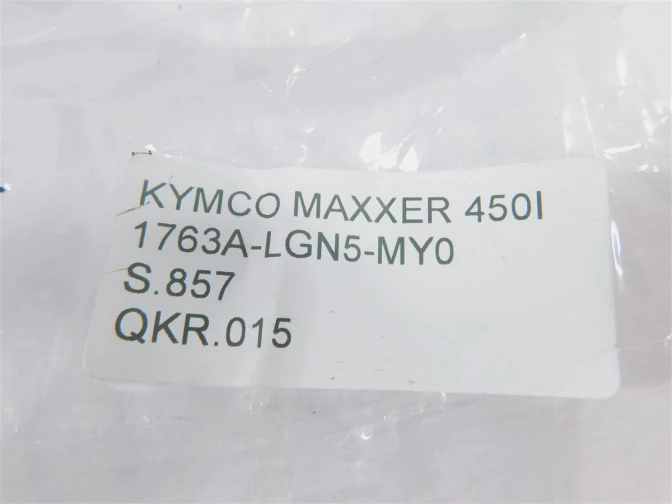 KYMCO MAXXER 450I
1763A-LGN5-MY0
S.857
QKR.015